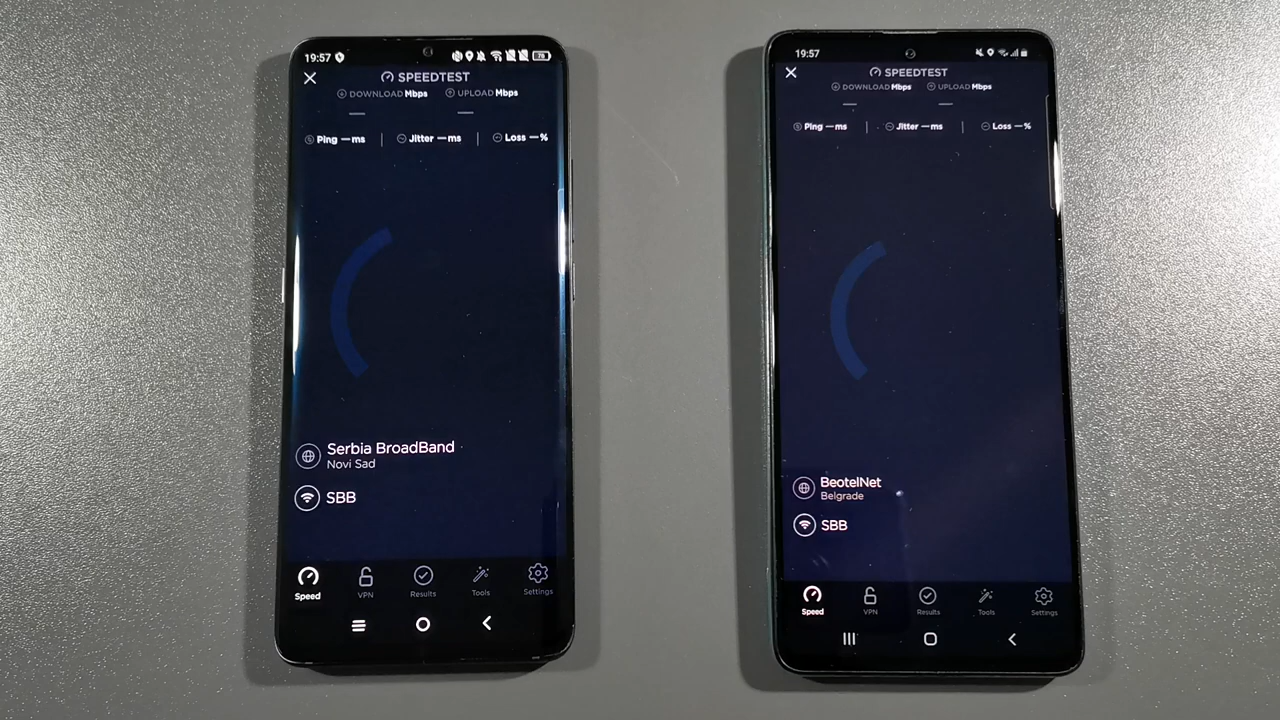 19:57
78
SPEEDTEST
DOWNLOAD Mbps UPLOAD Mbps
— —
Ping — ms Jitter — ms Loss — %
Serbia BroadBand
Novi Sad
SBB
Speed VPN Results Tools Settings
19:57
SPEEDTEST
DOWNLOAD Mbps UPLOAD Mbps
— —
Ping — ms Jitter — ms Loss — %
BeotelNet
Belgrade
SBB
Speed VPN Results Tools Settings